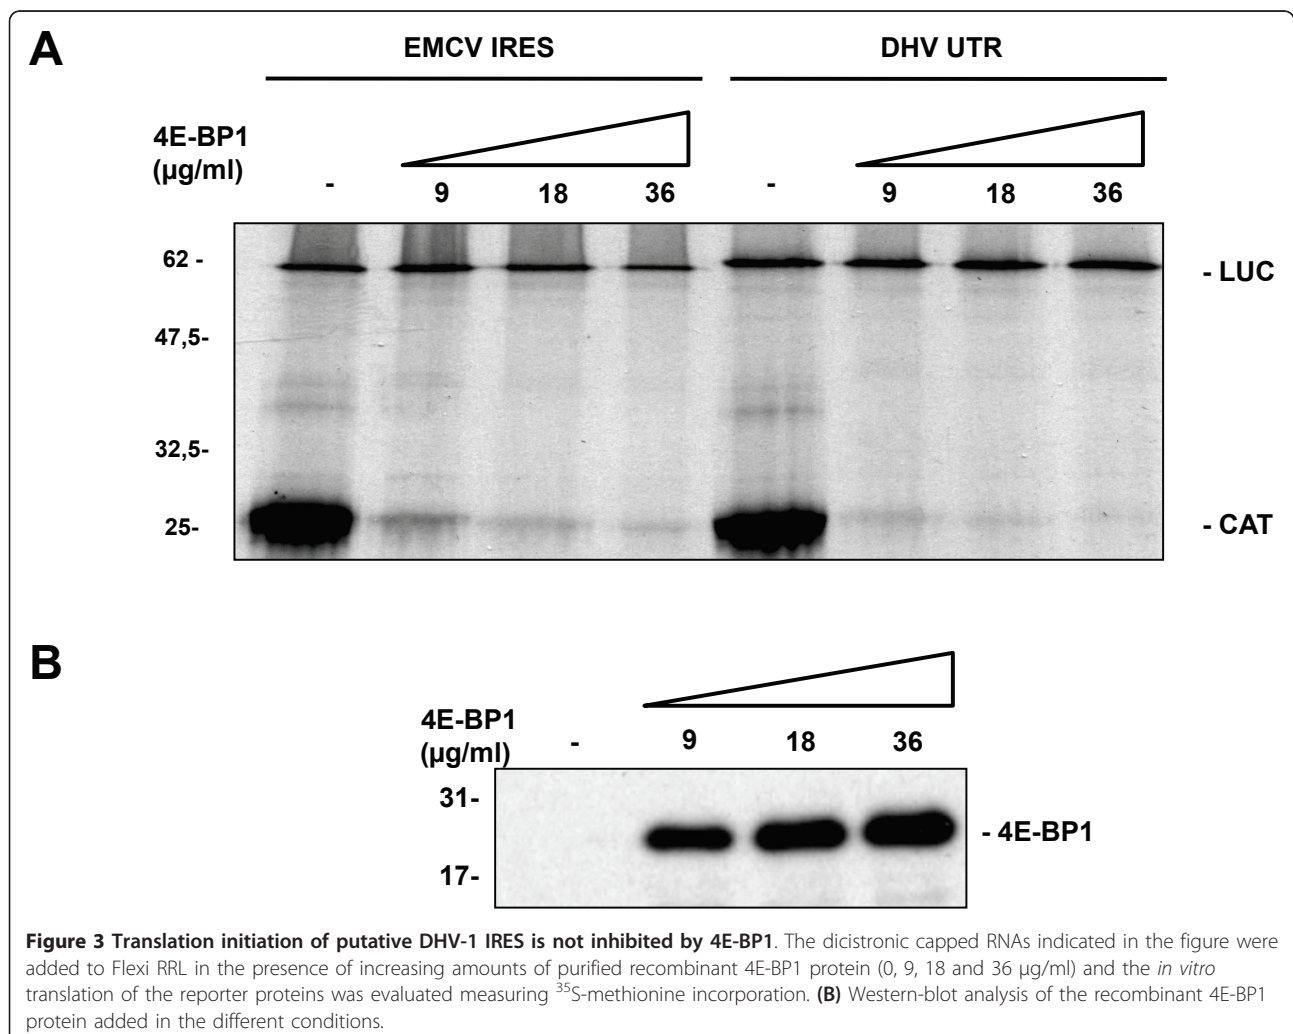 A
EMCV IRES DHV UTR
4E-BP1
(µg/ml)
- 9 18 36 - 9 18 36
62 -
- LUC
47,5-
32,5-
25-
- CAT
B
4E-BP1
(µg/ml)
- 9 18 36
31-
- 4E-BP1
17-
Figure 3 Translation initiation of putative DHV-1 IRES is not inhibited by 4E-BP1. The dicistronic capped RNAs indicated in the figure were
added to Flexi RRL in the presence of increasing amounts of purified recombinant 4E-BP1 protein (0, 9, 18 and 36 µg/ml) and the in vitro
translation of the reporter proteins was evaluated measuring ³⁵S-methionine incorporation. (B) Western-blot analysis of the recombinant 4E-BP1
protein added in the different conditions.